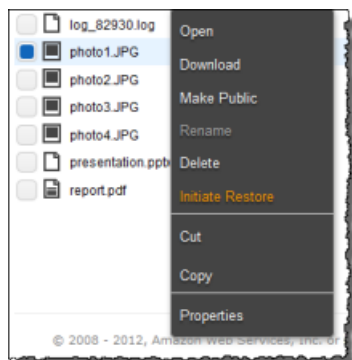 log_82930.log
photo1.JPG
photo2.JPG
photo3.JPG
photo4.JPG
presentation.pptx
report.pdf
Open
Download
Make Public
Rename
Delete
Initiate Restore
Cut
Copy
Properties
© 2008 - 2012, Amazon Web Services, Inc. or